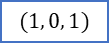 (1, 0, 1)